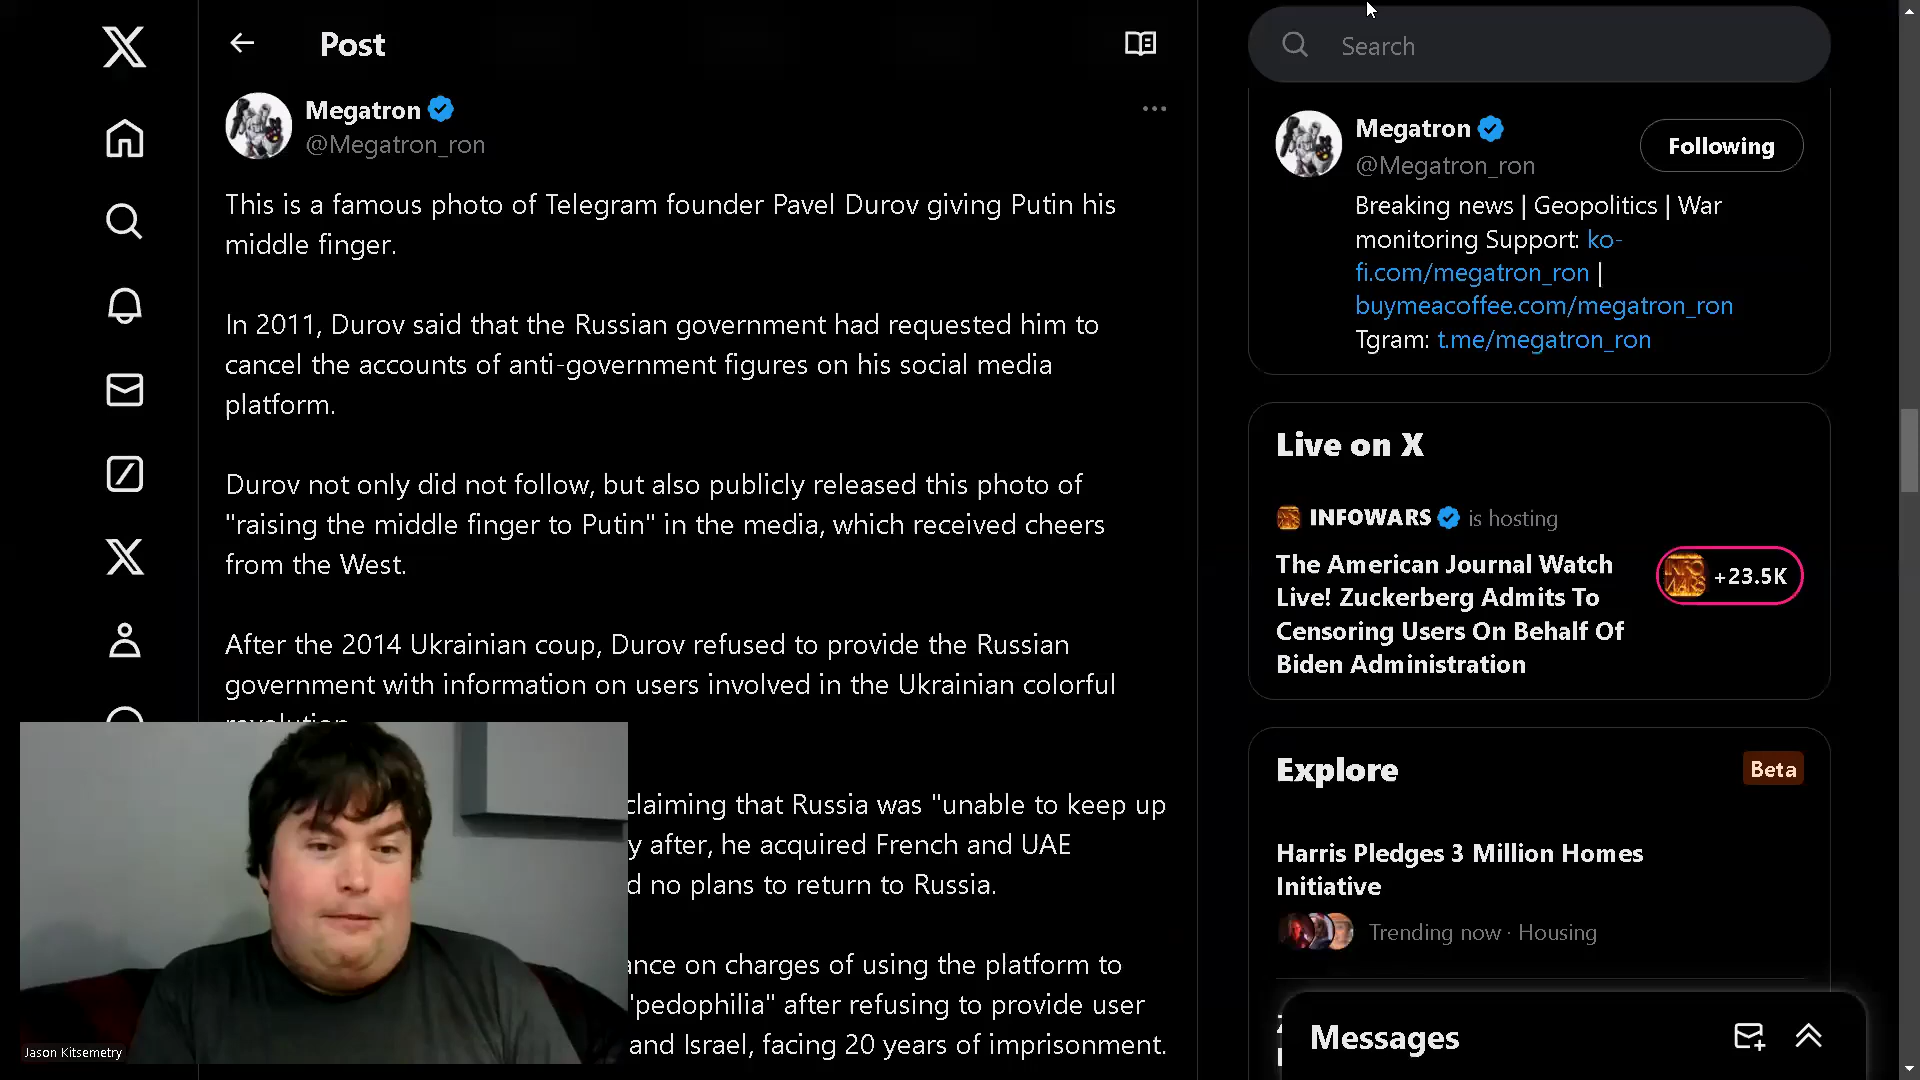 Post
Search
Megatron
@Megatron_ron
This is a famous photo of Telegram founder Pavel Durov giving Putin his
middle finger.
In 2011, Durov said that the Russian government had requested him to
cancel the accounts of anti-government figures on his social media
platform.
Durov not only did not follow, but also publicly released this photo of
"raising the middle finger to Putin" in the media, which received cheers
from the West.
After the 2014 Ukrainian coup, Durov refused to provide the Russian
government with information on users involved in the Ukrainian colorful
claiming that Russia was "unable to keep up
after, he acquired French and UAE
no plans to return to Russia.
on charges of using the platform to
"pedophilia" after refusing to provide user
and Israel, facing 20 years of imprisonment.
Jason Kitsemetry
Megatron
@Megatron_ron
Following
Breaking news | Geopolitics | War
monitoring Support: ko-
fi.com/megatron_ron |
buymeacoffee.com/megatron_ron
Tgram: t.me/megatron_ron
Live on X
INFOWARS is hosting
The American Journal Watch
Live! Zuckerberg Admits To
Censoring Users On Behalf Of
Biden Administration
INFO
WARS
+23.5K
Explore
Beta
Harris Pledges 3 Million Homes
Initiative
Trending now · Housing
Messages